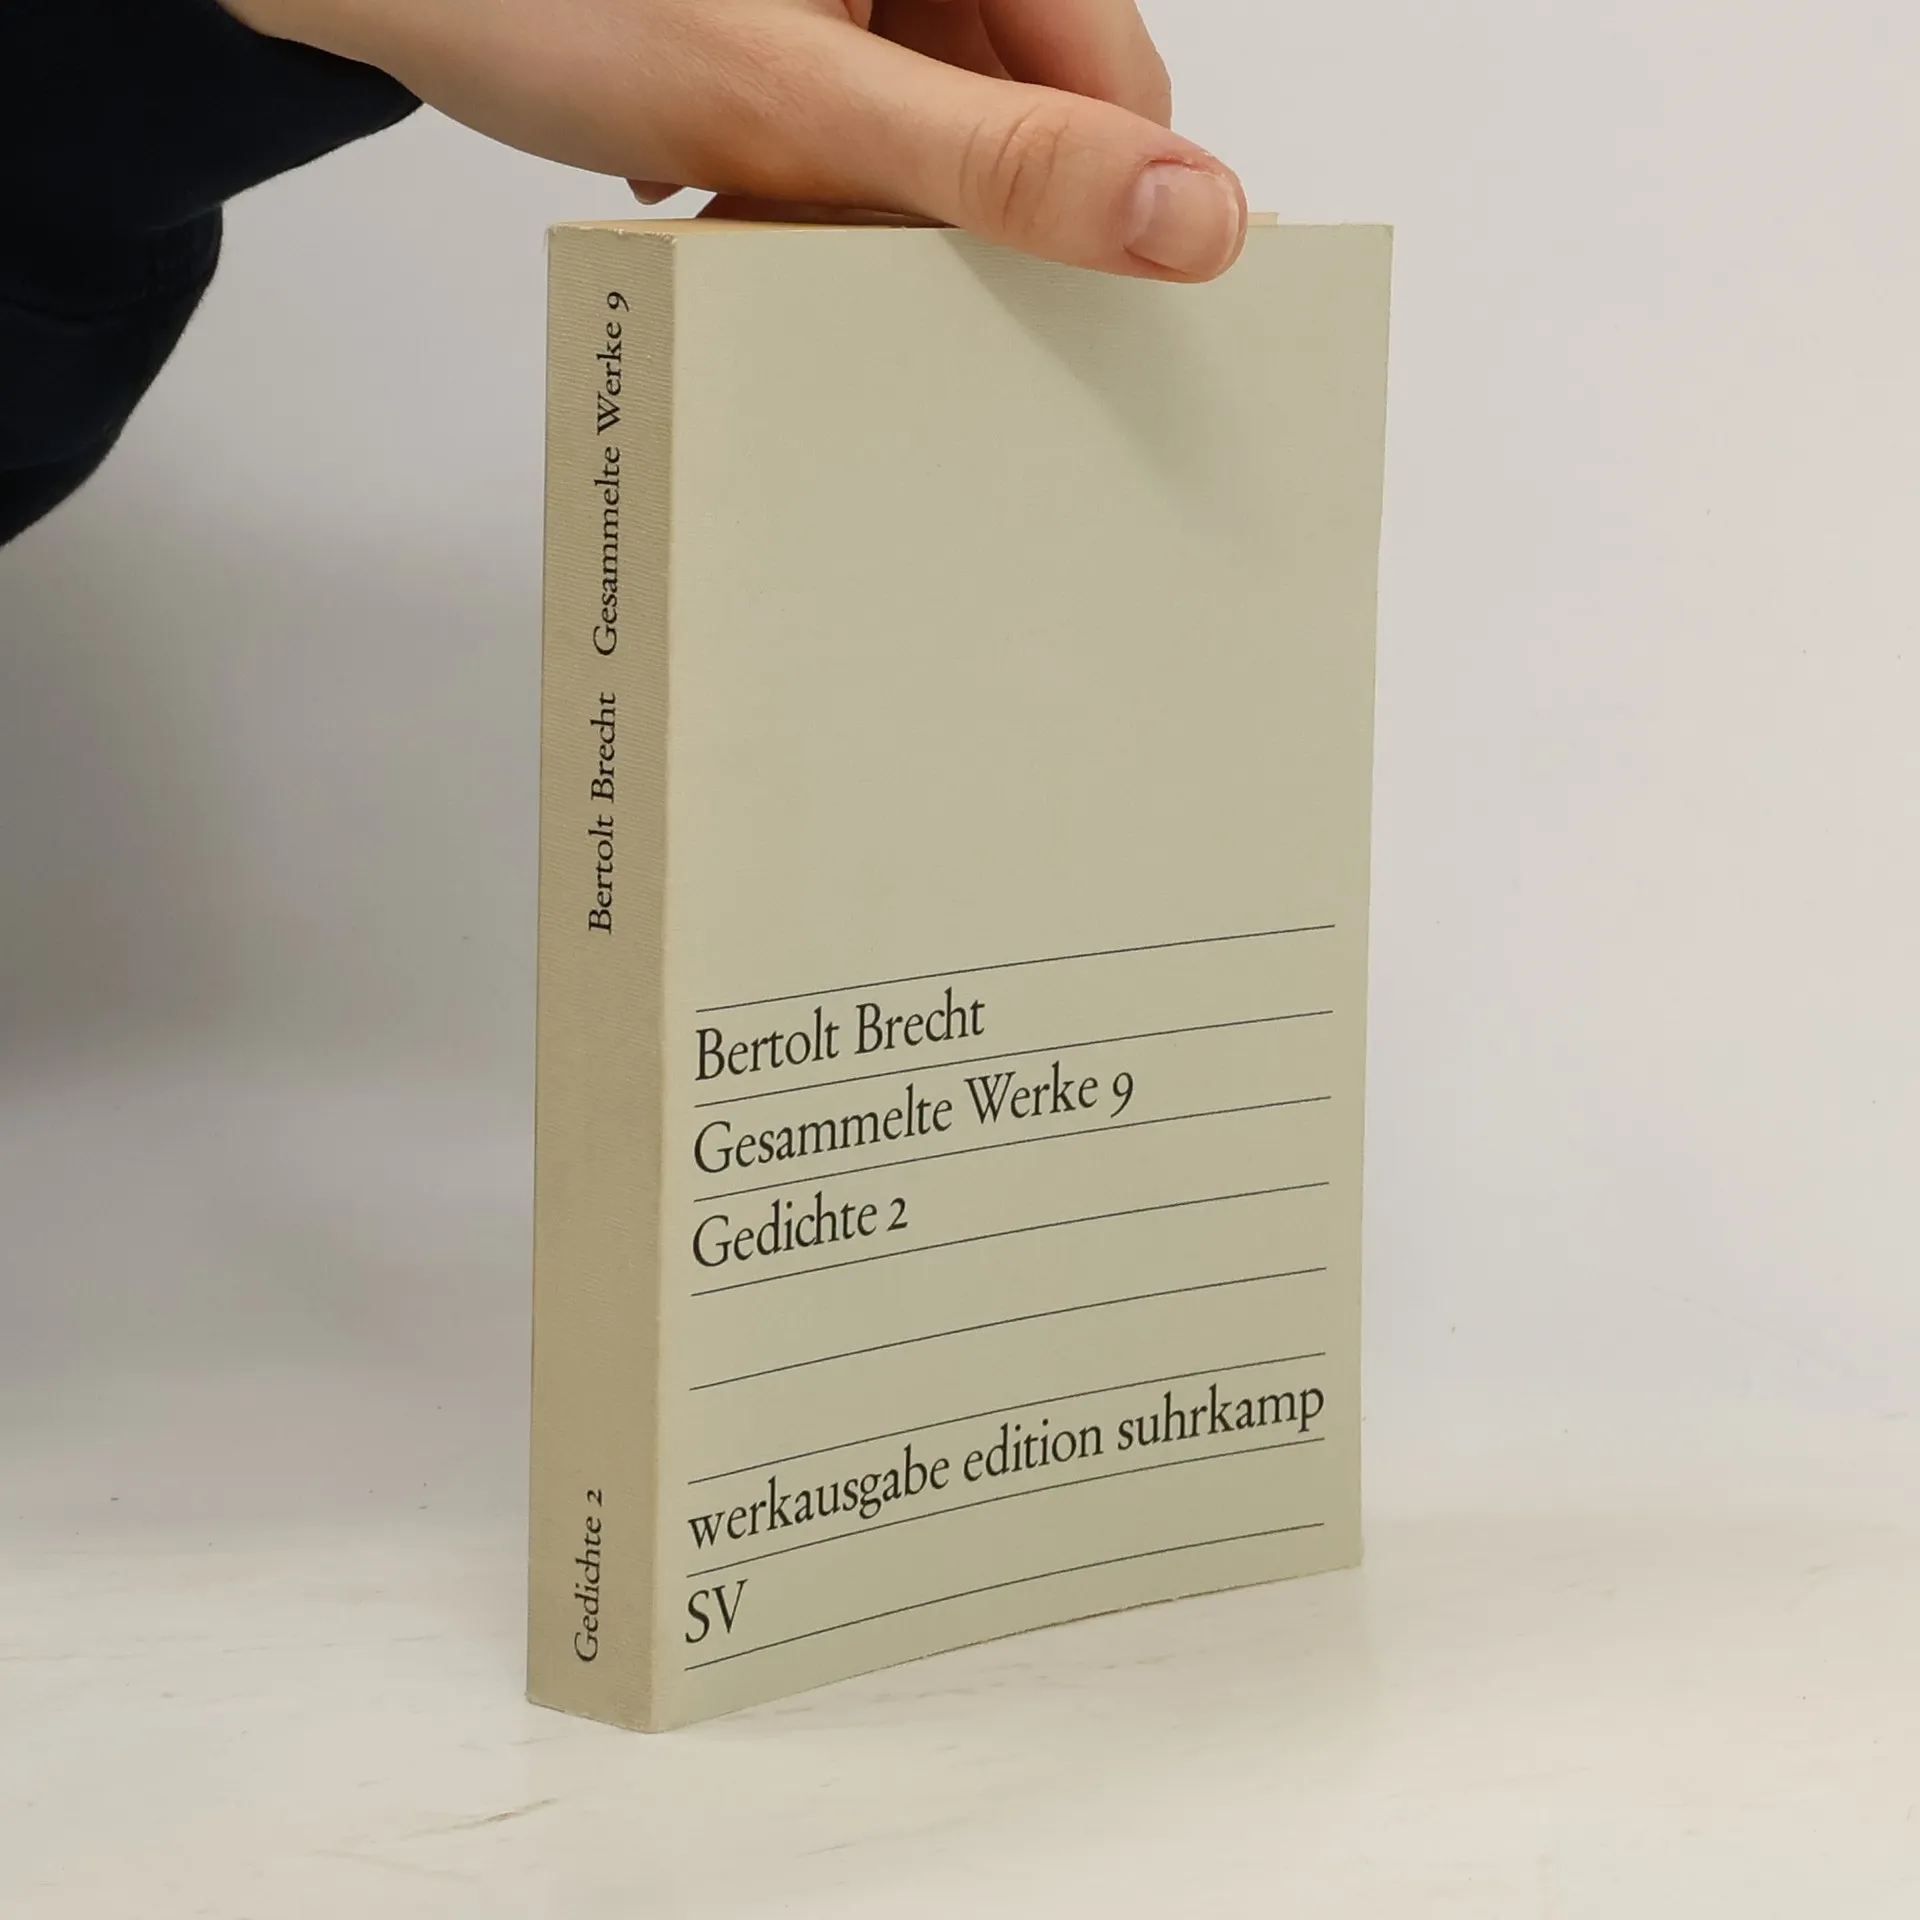 Bertolt Brecht Gesammelte Werke 9
Gedichte 2
Bertolt Brecht
Gesammelte Werke 9
Gedichte 2
werkausgabe edition suhrkamp
SV